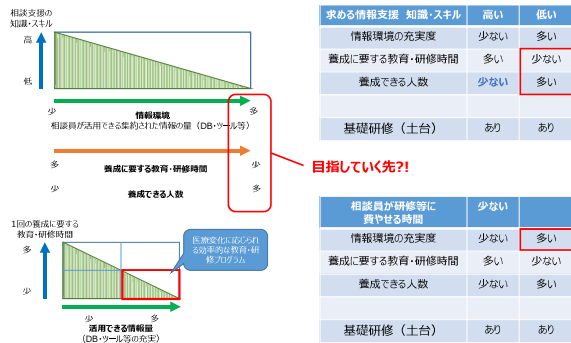 相談支援の
知識・スキル
高
低
少
多
情報環境
相談員が活用できる集約された情報の量（DB・ツール等）
多
少
養成に要する教育・研修時間
少
多
養成できる人数
1回の養成に要する
教育・研修時間
多
少
医療変化に応じられ
る効率的な教育・研
修プログラム
少
多
活用できる情報量
（DB・ツール等の充実）
目指していく先?!
求める情報支援　知識・スキル 高い 低い
情報環境の充実度 少ない 多い
養成に要する教育・研修時間 多い 少ない
養成できる人数 少ない 多い
基礎研修（土台） あり あり
相談員が研修等に
費やせる時間 少ない
情報環境の充実度 少ない 多い
養成に要する教育・研修時間 多い 少ない
養成できる人数 少ない 多い
基礎研修（土台） あり あり